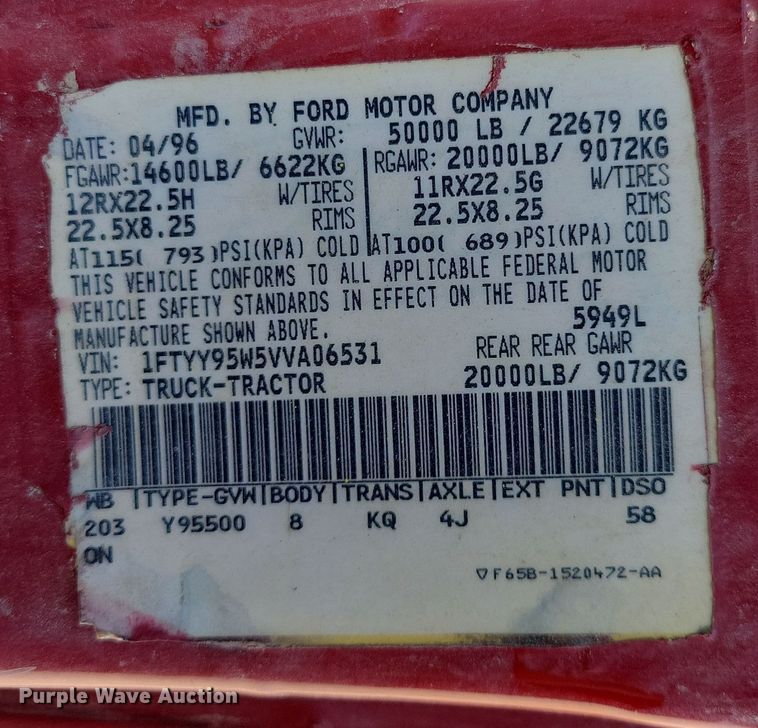 MFD. BY FORD MOTOR COMPANY
DATE: 04/96 GVWR: 50000 LB / 22679 KG
FGAWR: 14600LB/ 6622KG RGAWR: 20000LB/ 9072KG
12RX22.5H W/TIRES 11RX22.5G W/TIRES
22.5X8.25 RIMS 22.5X8.25 RIMS
AT115( 793)PSI(KPA) COLD AT100( 689)PSI(KPA) COLD
THIS VEHICLE CONFORMS TO ALL APPLICABLE FEDERAL MOTOR
VEHICLE SAFETY STANDARDS IN EFFECT ON THE DATE OF
MANUFACTURE SHOWN ABOVE. 5949L
VIN: 1FTYY95W5VVA06531 REAR REAR GAWR
TYPE: TRUCK-TRACTOR 20000LB/ 9072KG
WB TYPE-GVW BODY TRANS AXLE EXT PNT DSO
203 Y95500 8 KQ 4J 58
ON
F65B-1520472-AA
Purple Wave Auction